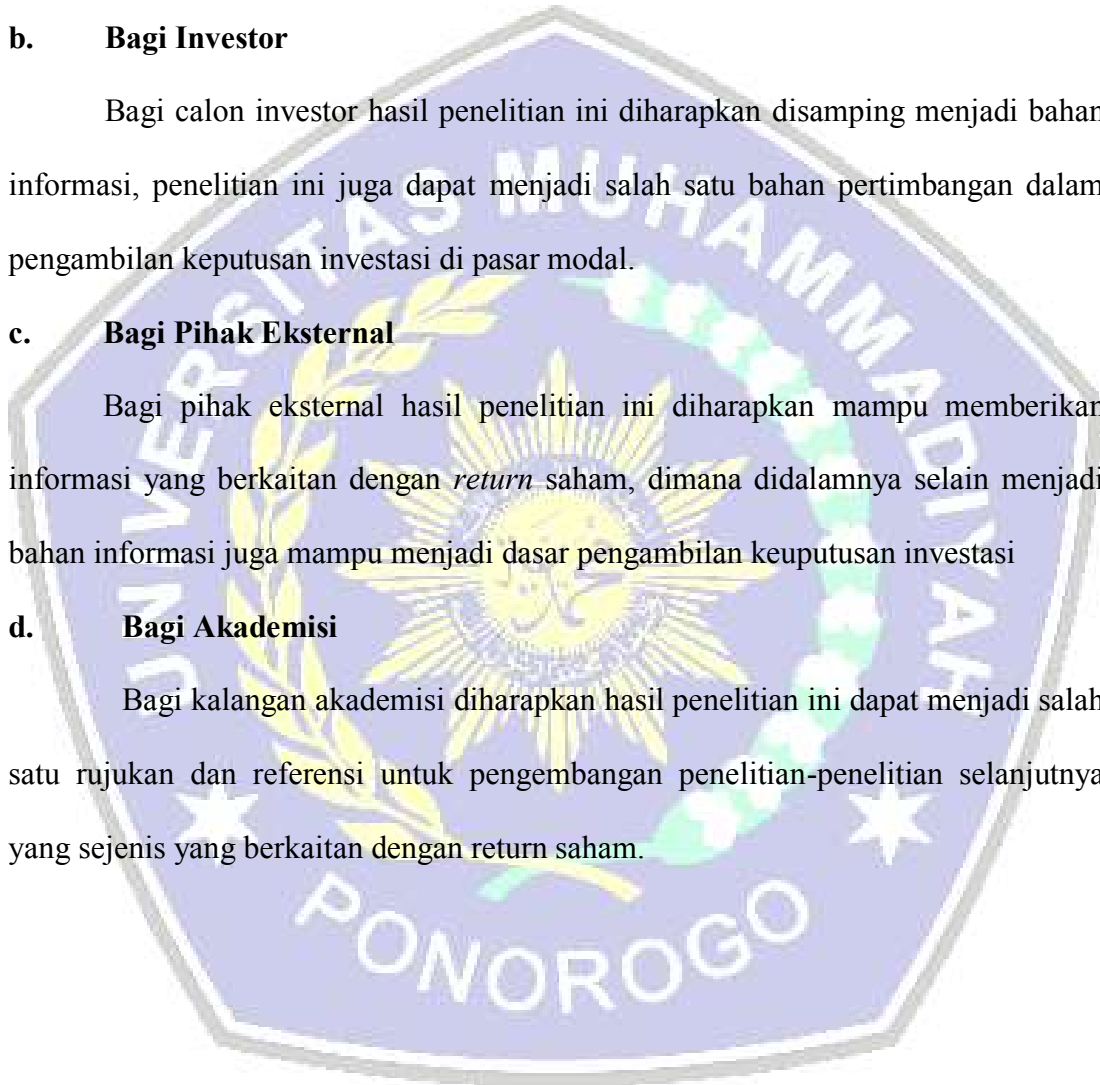 b. Bagi Investor
Bagi calon investor hasil penelitian ini diharapkan disamping menjadi bahan
informasi, penelitian ini juga dapat menjadi salah satu bahan pertimbangan dalam
pengambilan keputusan investasi di pasar modal.
c. Bagi Pihak Eksternal
Bagi pihak eksternal hasil penelitian ini diharapkan mampu memberikan
informasi yang berkaitan dengan return saham, dimana didalamnya selain menjadi
bahan informasi juga mampu menjadi dasar pengambilan keuputusan investasi
d. Bagi Akademisi
Bagi kalangan akademisi diharapkan hasil penelitian ini dapat menjadi salah
satu rujukan dan referensi untuk pengembangan penelitian-penelitian selanjutnya
yang sejenis yang berkaitan dengan return saham.
UNIVERSITAS MUHAMMADIYAH
PONOROGO